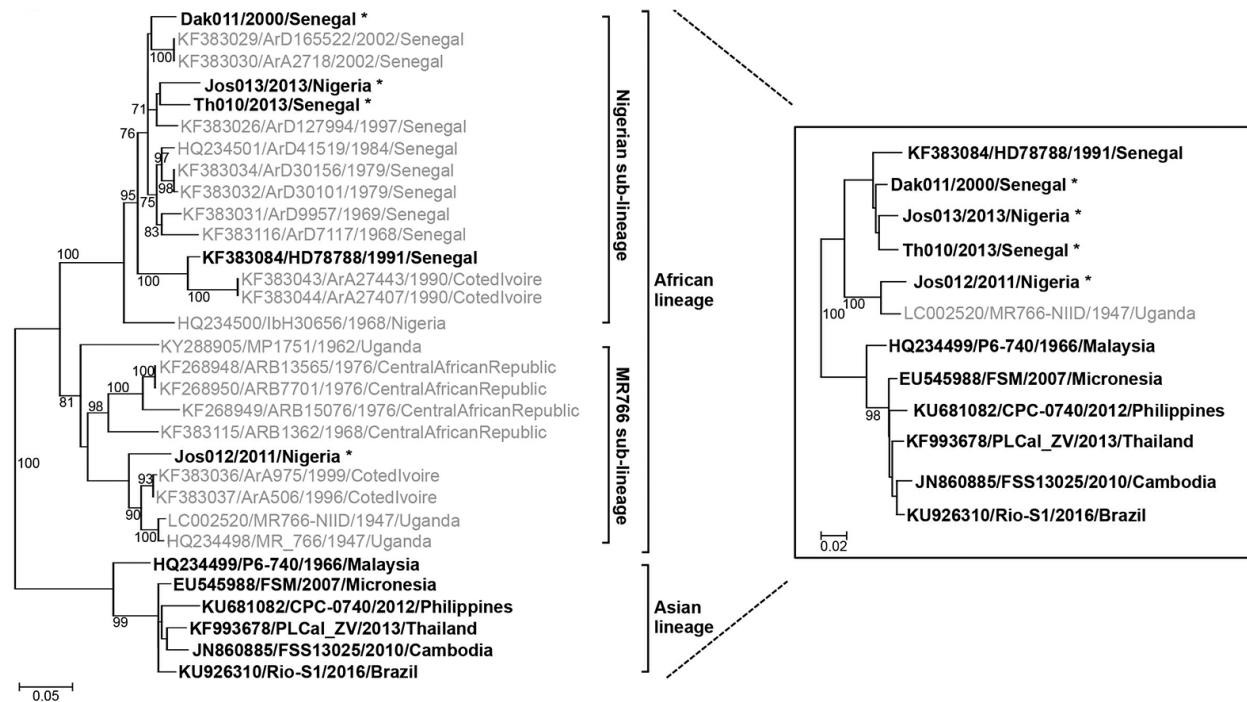 Dak011/2000/Senegal *
KF383029/ArD165522/2002/Senegal
100
KF383030/ArA2718/2002/Senegal
Jos013/2013/Nigeria *
71
Th010/2013/Senegal *
76
KF383026/ArD127994/1997/Senegal
HQ234501/ArD41519/1984/Senegal
97
KF383034/ArD30156/1979/Senegal
98
KF383032/ArD30101/1979/Senegal
95
75
KF383031/ArD9957/1969/Senegal
83
KF383116/ArD7117/1968/Senegal
100
KF383084/HD78788/1991/Senegal
100
KF383043/ArA27443/1990/CotedIvoire
100
KF383044/ArA27407/1990/CotedIvoire
HQ234500/IbH30656/1968/Nigeria
KY288905/MP1751/1962/Uganda
KF268948/ARB13565/1976/CentralAfricanRepublic
100
100
KF268950/ARB7701/1976/CentralAfricanRepublic
81
98
KF268949/ARB15076/1976/CentralAfricanRepublic
KF383115/ARB1362/1968/CentralAfricanRepublic
Jos012/2011/Nigeria *
100
93
KF383036/ArA975/1999/CotedIvoire
KF383037/ArA506/1996/CotedIvoire
90
LC002520/MR766-NIID/1947/Uganda
100
HQ234498/MR_766/1947/Uganda
HQ234499/P6-740/1966/Malaysia
EU545988/FSM/2007/Micronesia
99
KU681082/CPC-0740/2012/Philippines
KF993678/PLCal_ZV/2013/Thailand
JN860885/FSS13025/2010/Cambodia
KU926310/Rio-S1/2016/Brazil
0.05
Nigerian sub-lineage
MR766 sub-lineage
African
lineage
Asian
lineage
KF383084/HD78788/1991/Senegal
Dak011/2000/Senegal *
Jos013/2013/Nigeria *
Th010/2013/Senegal *
Jos012/2011/Nigeria *
100
100
LC002520/MR766-NIID/1947/Uganda
HQ234499/P6-740/1966/Malaysia
EU545988/FSM/2007/Micronesia
98
KU681082/CPC-0740/2012/Philippines
KF993678/PLCal_ZV/2013/Thailand
JN860885/FSS13025/2010/Cambodia
KU926310/Rio-S1/2016/Brazil
0.02